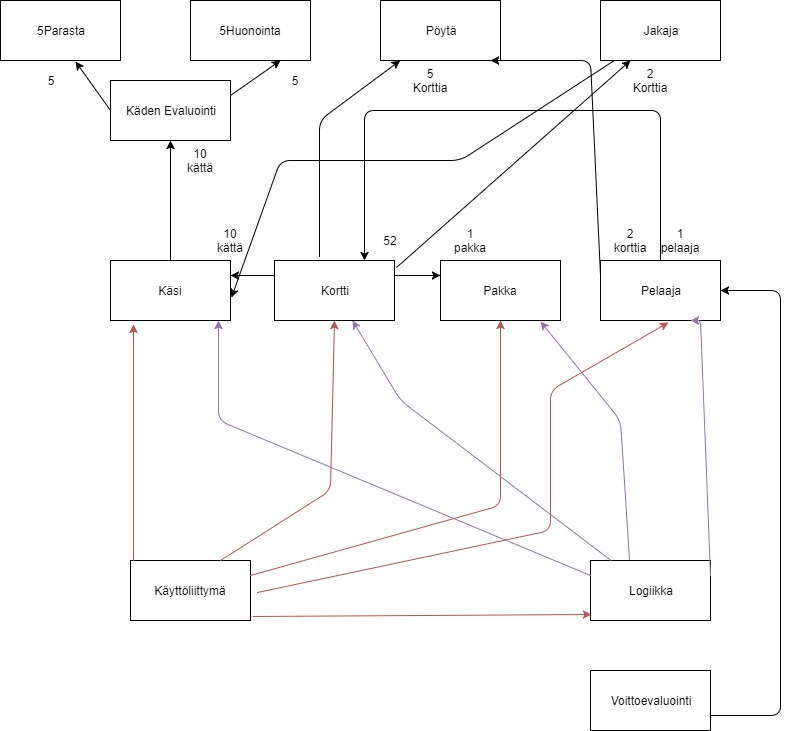 5Parasta
5Huonointa
Pöytä
Jakaja
5
5
5
Korttia
2
Korttia
Käden Evaluointi
10
kättä
10
kättä
52
1
pakka
2
korttia
1
pelaaja
Käsi
Kortti
Pakka
Pelaaja
Käyttöliittymä
Logiikka
Voittoevaluointi